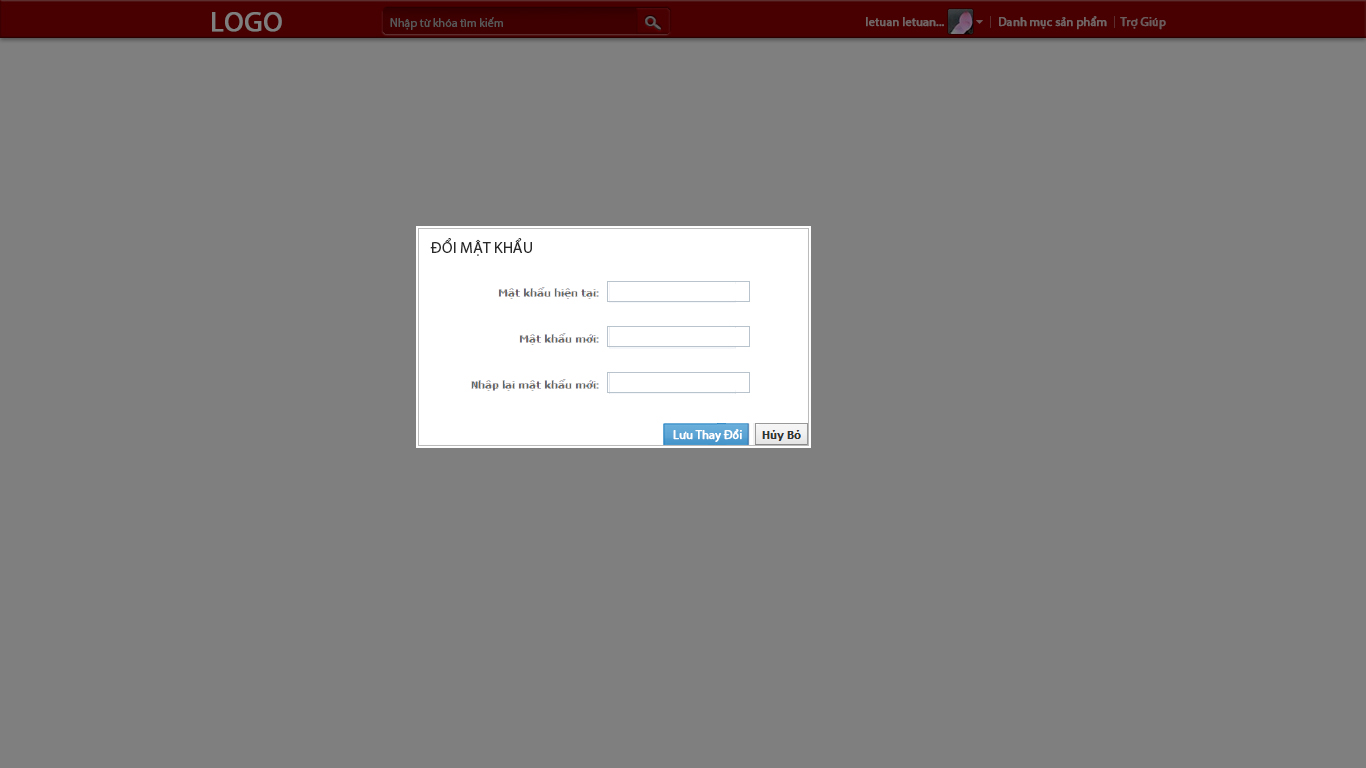 LOGO
Nhập từ khóa tìm kiếm
letuan letuan...
Danh mục sản phẩm
Trợ Giúp
ĐỔI MẬT KHẨU
Mật khẩu hiện tại:
Mật khẩu mới:
Nhập lại mật khẩu mới:
Lưu Thay Đổi
Hủy Bỏ